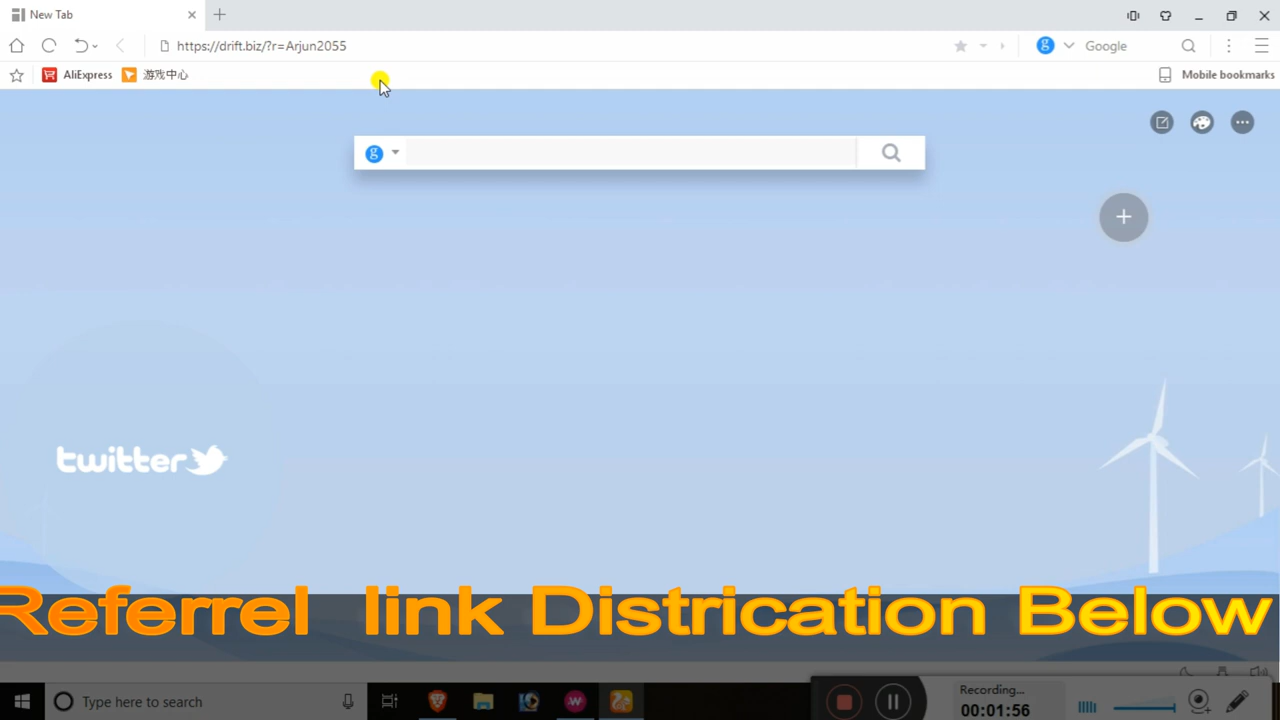 New Tab
https://drift.biz/?r=Arjun2055
Google
AliExpress 游戏中心
Mobile bookmarks
twitter
Referrel link Districation Below
Type here to search
Recording...
00:01:56